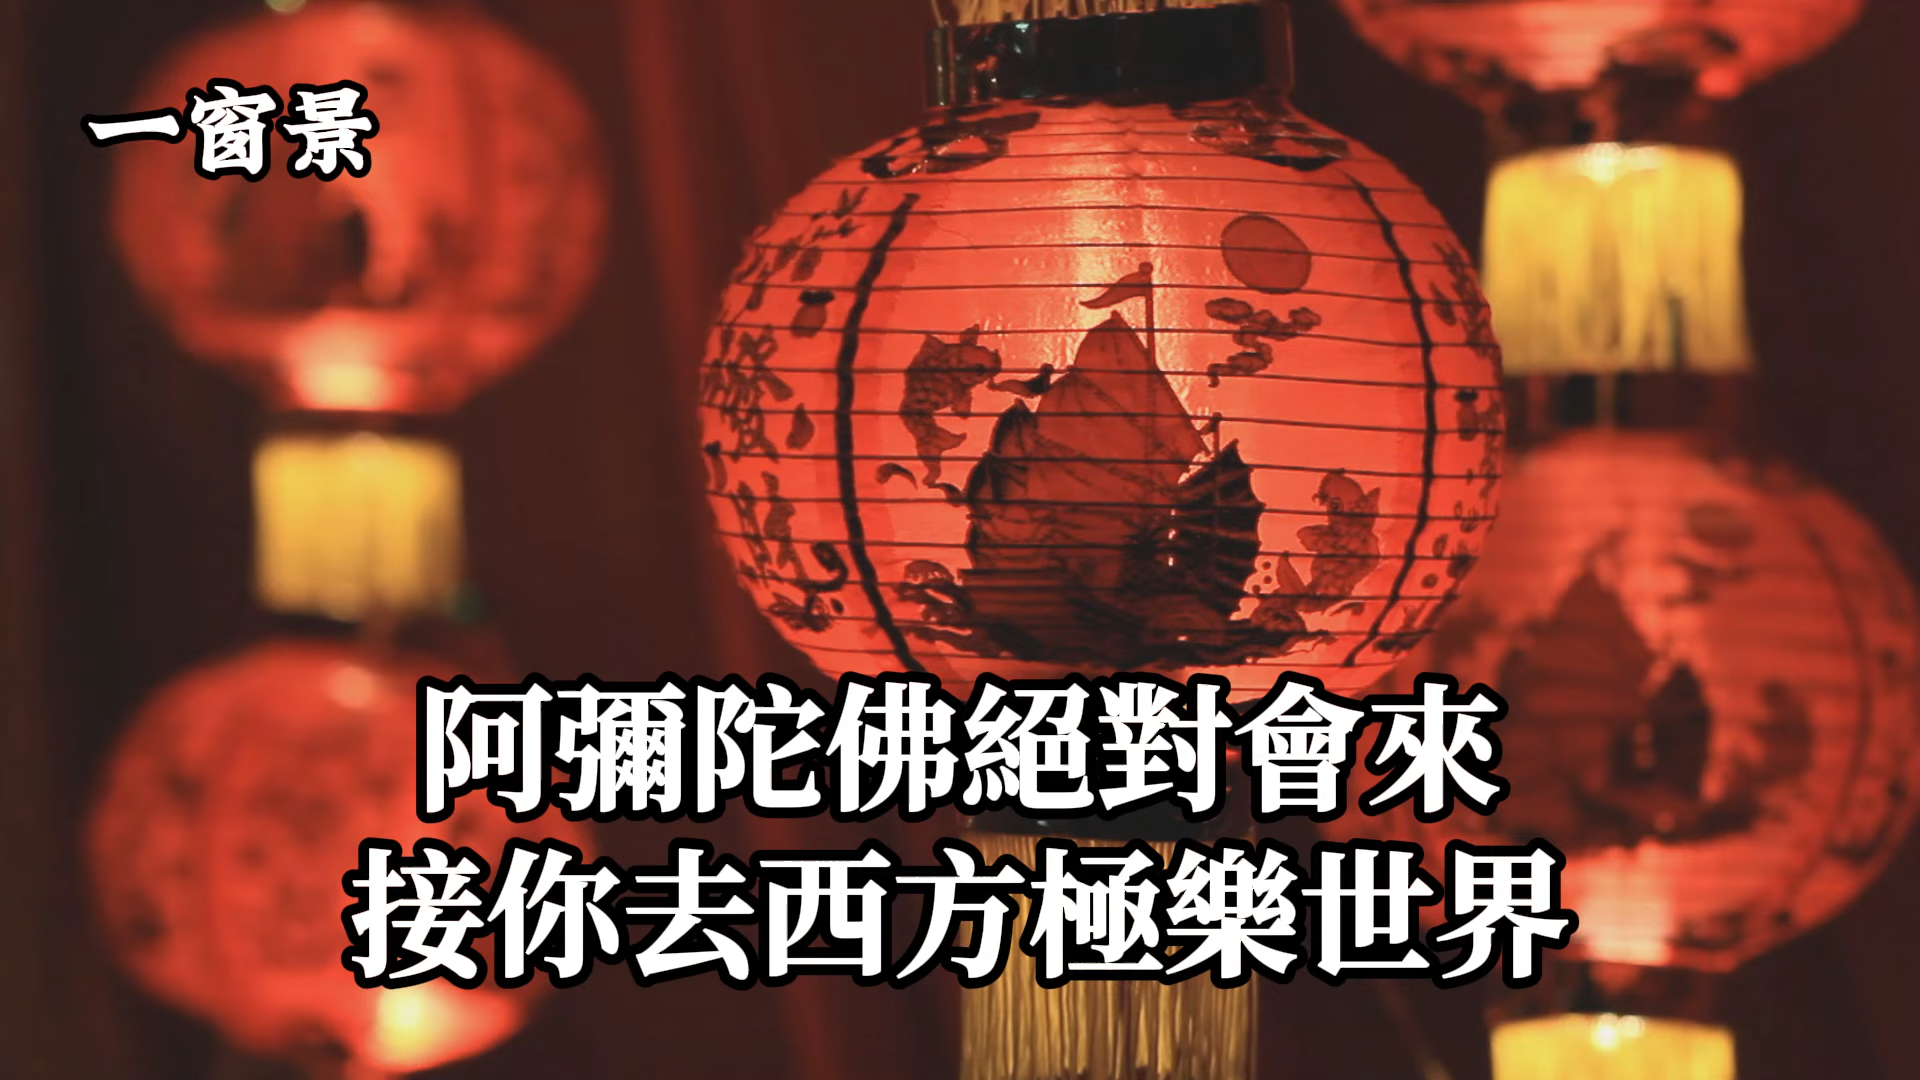 一窗景
阿彌陀佛絕對會來
接你去西方極樂世界